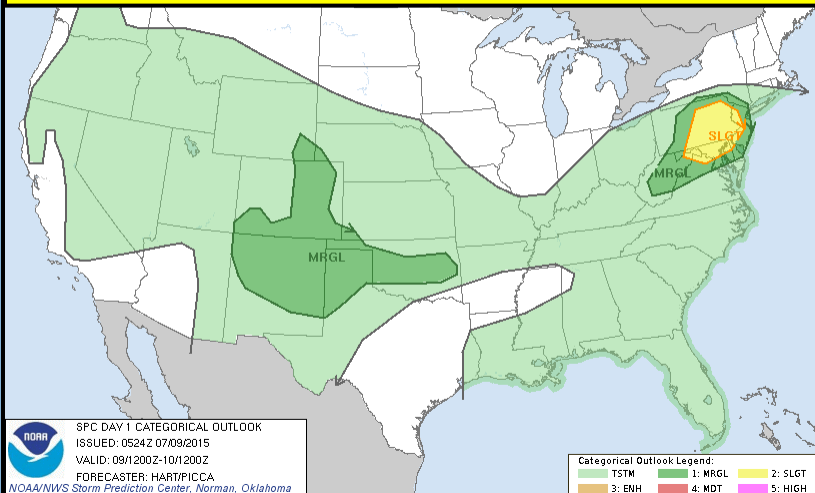 SLGT
MRGL
MRGL
SPC DAY 1 CATEGORICAL OUTLOOK
ISSUED: 0524Z 07/09/2015
VALID: 09/1200Z-10/1200Z
FORECASTER: HART/PICCA
NOAA/NWS Storm Prediction Center, Norman, Oklahoma
NOAA
Categorical Outlook Legend:
TSTM 1: MRGL 2: SLGT
3: ENH 4: MDT 5: HIGH